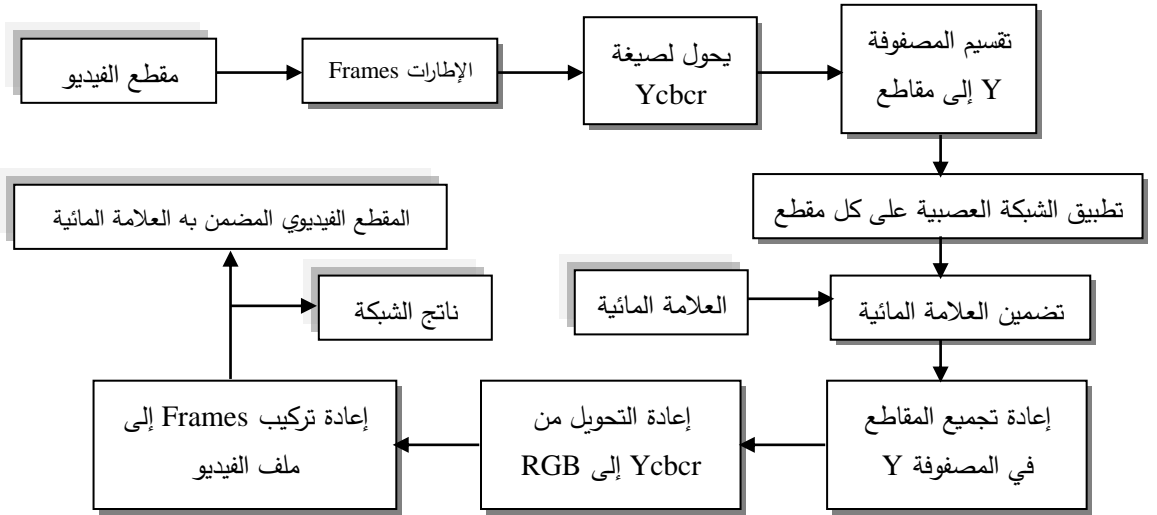 مقطع الفيديو
الإطارات Frames
يحول لصيغة
Ycbcr
تقسيم المصفوفة
Y إلى مقاطع
تطبيق الشبكة العصبية على كل مقطع
العلامة المائية
تضمين العلامة المائية
إعادة تجميع المقاطع
في المصفوفة Y
إعادة التحويل من
Ycbcr إلى RGB
إعادة تركيب Frames إلى
ملف الفيديو
ناتج الشبكة
المقطع الفيديوي المضمن به العلامة المائية